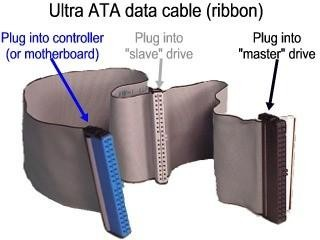 Ultra ATA data cable (ribbon)
Plug into controller
(or motherboard)
Plug into
"slave" drive
Plug into
"master" drive